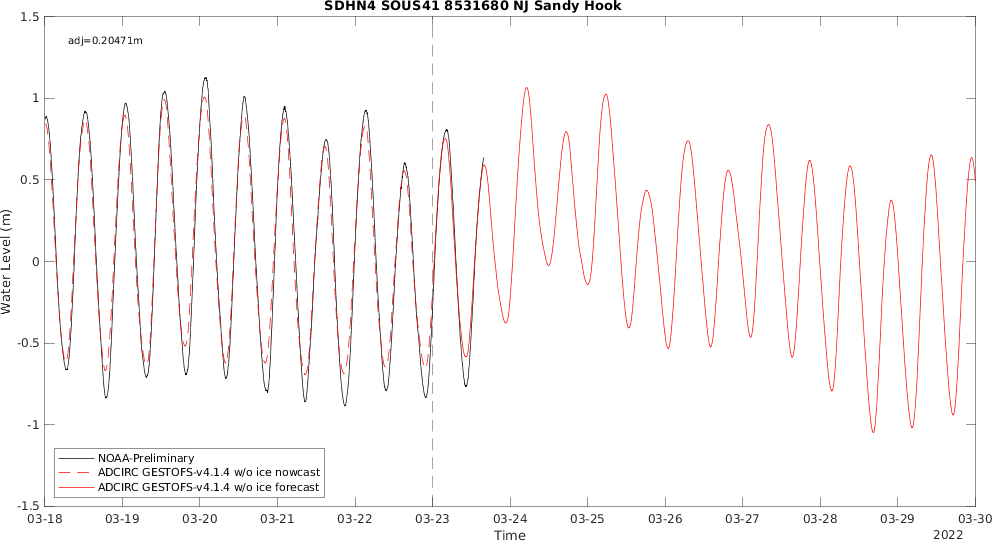 SDHN4 SOUS41 8531680 NJ Sandy Hook
adj=0.20471m
1.5
1
0.5
0
-0.5
-1
-1.5
Water Level (m)
NOAA-Preliminary
ADCIRC GESTOFS-v4.1.4 w/o ice nowcast
ADCIRC GESTOFS-v4.1.4 w/o ice forecast
03-18 03-19 03-20 03-21 03-22 03-23 03-24 03-25 03-26 03-27 03-28 03-29 03-30
Time
2022